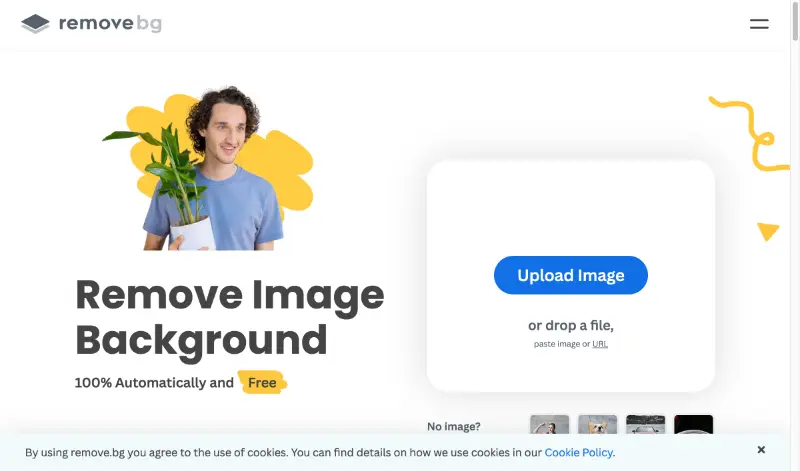 removebg
Remove Image
Background
100% Automatically and Free
Upload Image
or drop a file,
paste image or URL
No image?
By using remove.bg you agree to the use of cookies. You can find details on how we use cookies in our Cookie Policy.